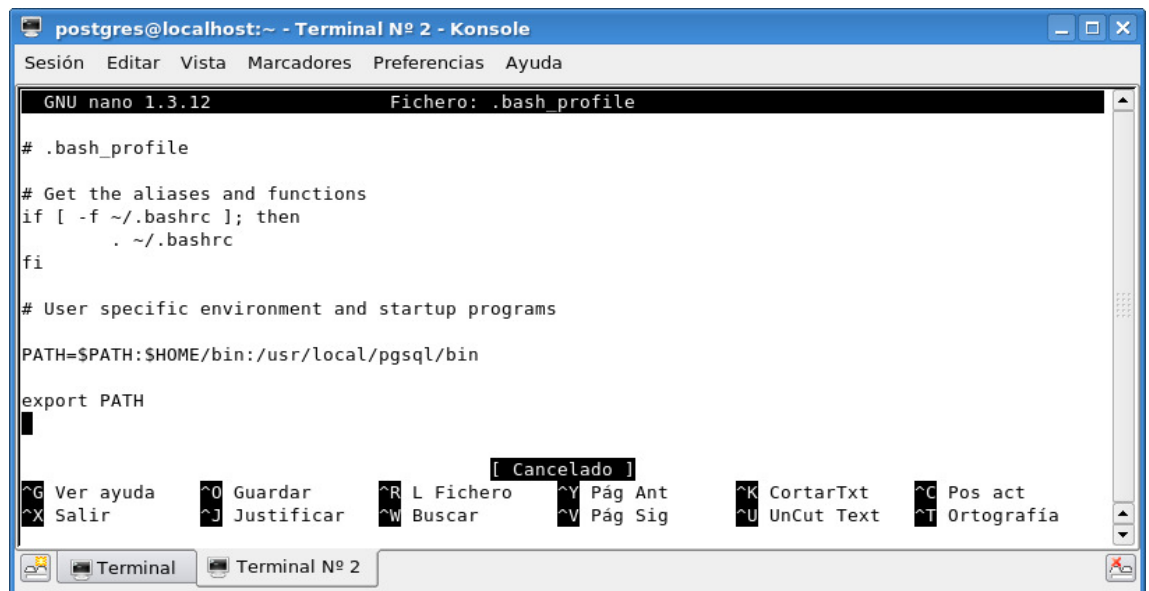 postgres@localhost:~ - Terminal Nº 2 - Konsole
Sesión Editar Vista Marcadores Preferencias Ayuda
GNU nano 1.3.12 Fichero: .bash_profile
# .bash_profile
# Get the aliases and functions
if [ -f ~/.bashrc ]; then
        . ~/.bashrc
fi
# User specific environment and startup programs
PATH=$PATH:$HOME/bin:/usr/local/pgsql/bin
export PATH
[ Cancelado ]
^G Ver ayuda ^O Guardar ^R L Fichero ^Y Pág Ant ^K CortarTxt ^C Pos act
^X Salir ^J Justificar ^W Buscar ^V Pág Sig ^U UnCut Text ^T Ortografía
Terminal Terminal Nº 2